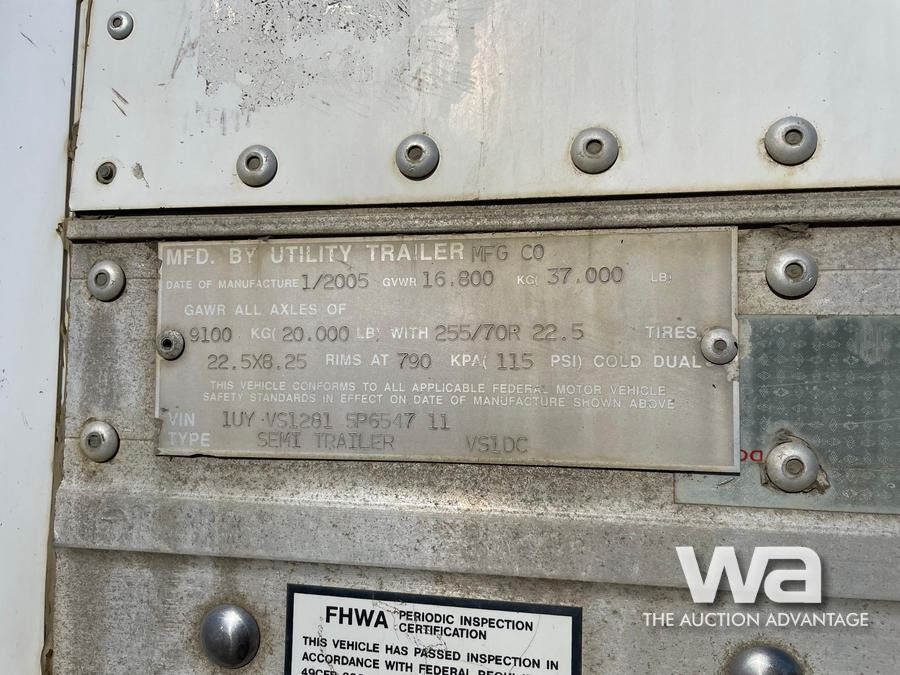 MFD. BY UTILITY TRAILER MFG CO
DATE OF MANUFACTURE 1/2005 GVWR 16.800 KG( 37.000 LB)
GAWR ALL AXLES OF
9100 KG( 20.000 LB) WITH 255/70R 22.5 TIRES,
22.5X8.25 RIMS AT 790 KPA( 115 PSI) COLD DUAL
THIS VEHICLE CONFORMS TO ALL APPLICABLE FEDERAL MOTOR VEHICLE
SAFETY STANDARDS IN EFFECT ON DATE OF MANUFACTURE SHOWN ABOVE
VIN 1UY VS1281 5P6547 11
TYPE SEMI TRAILER VS1DC
DO
wa
THE AUCTION ADVANTAGE
FHWA PERIODIC INSPECTION
CERTIFICATION
THIS VEHICLE HAS PASSED INSPECTION IN
ACCORDANCE WITH FEDERAL